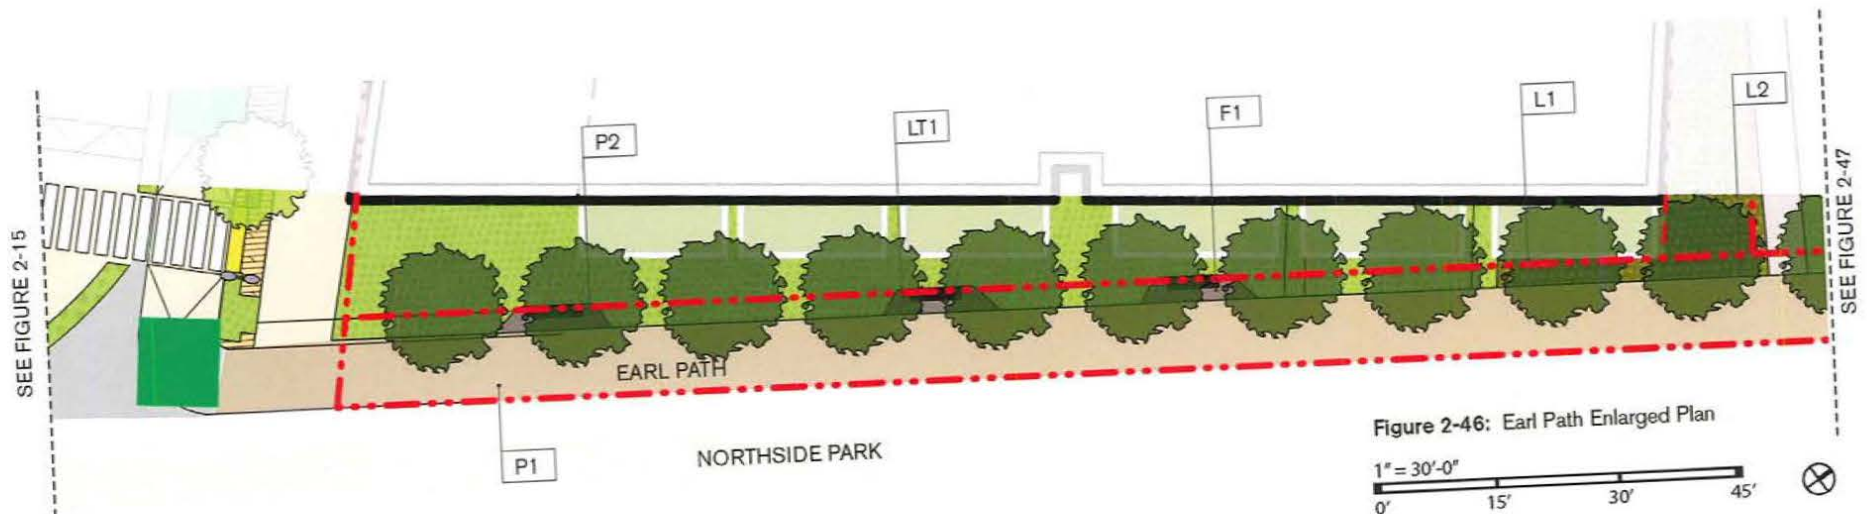 SEE FIGURE 2-15
P2
LT1
F1
L1
L2
SEE FIGURE 2-47
EARL PATH
P1
NORTHSIDE PARK
Figure 2-46: Earl Path Enlarged Plan
1" = 30'-0"
0' 15' 30' 45'